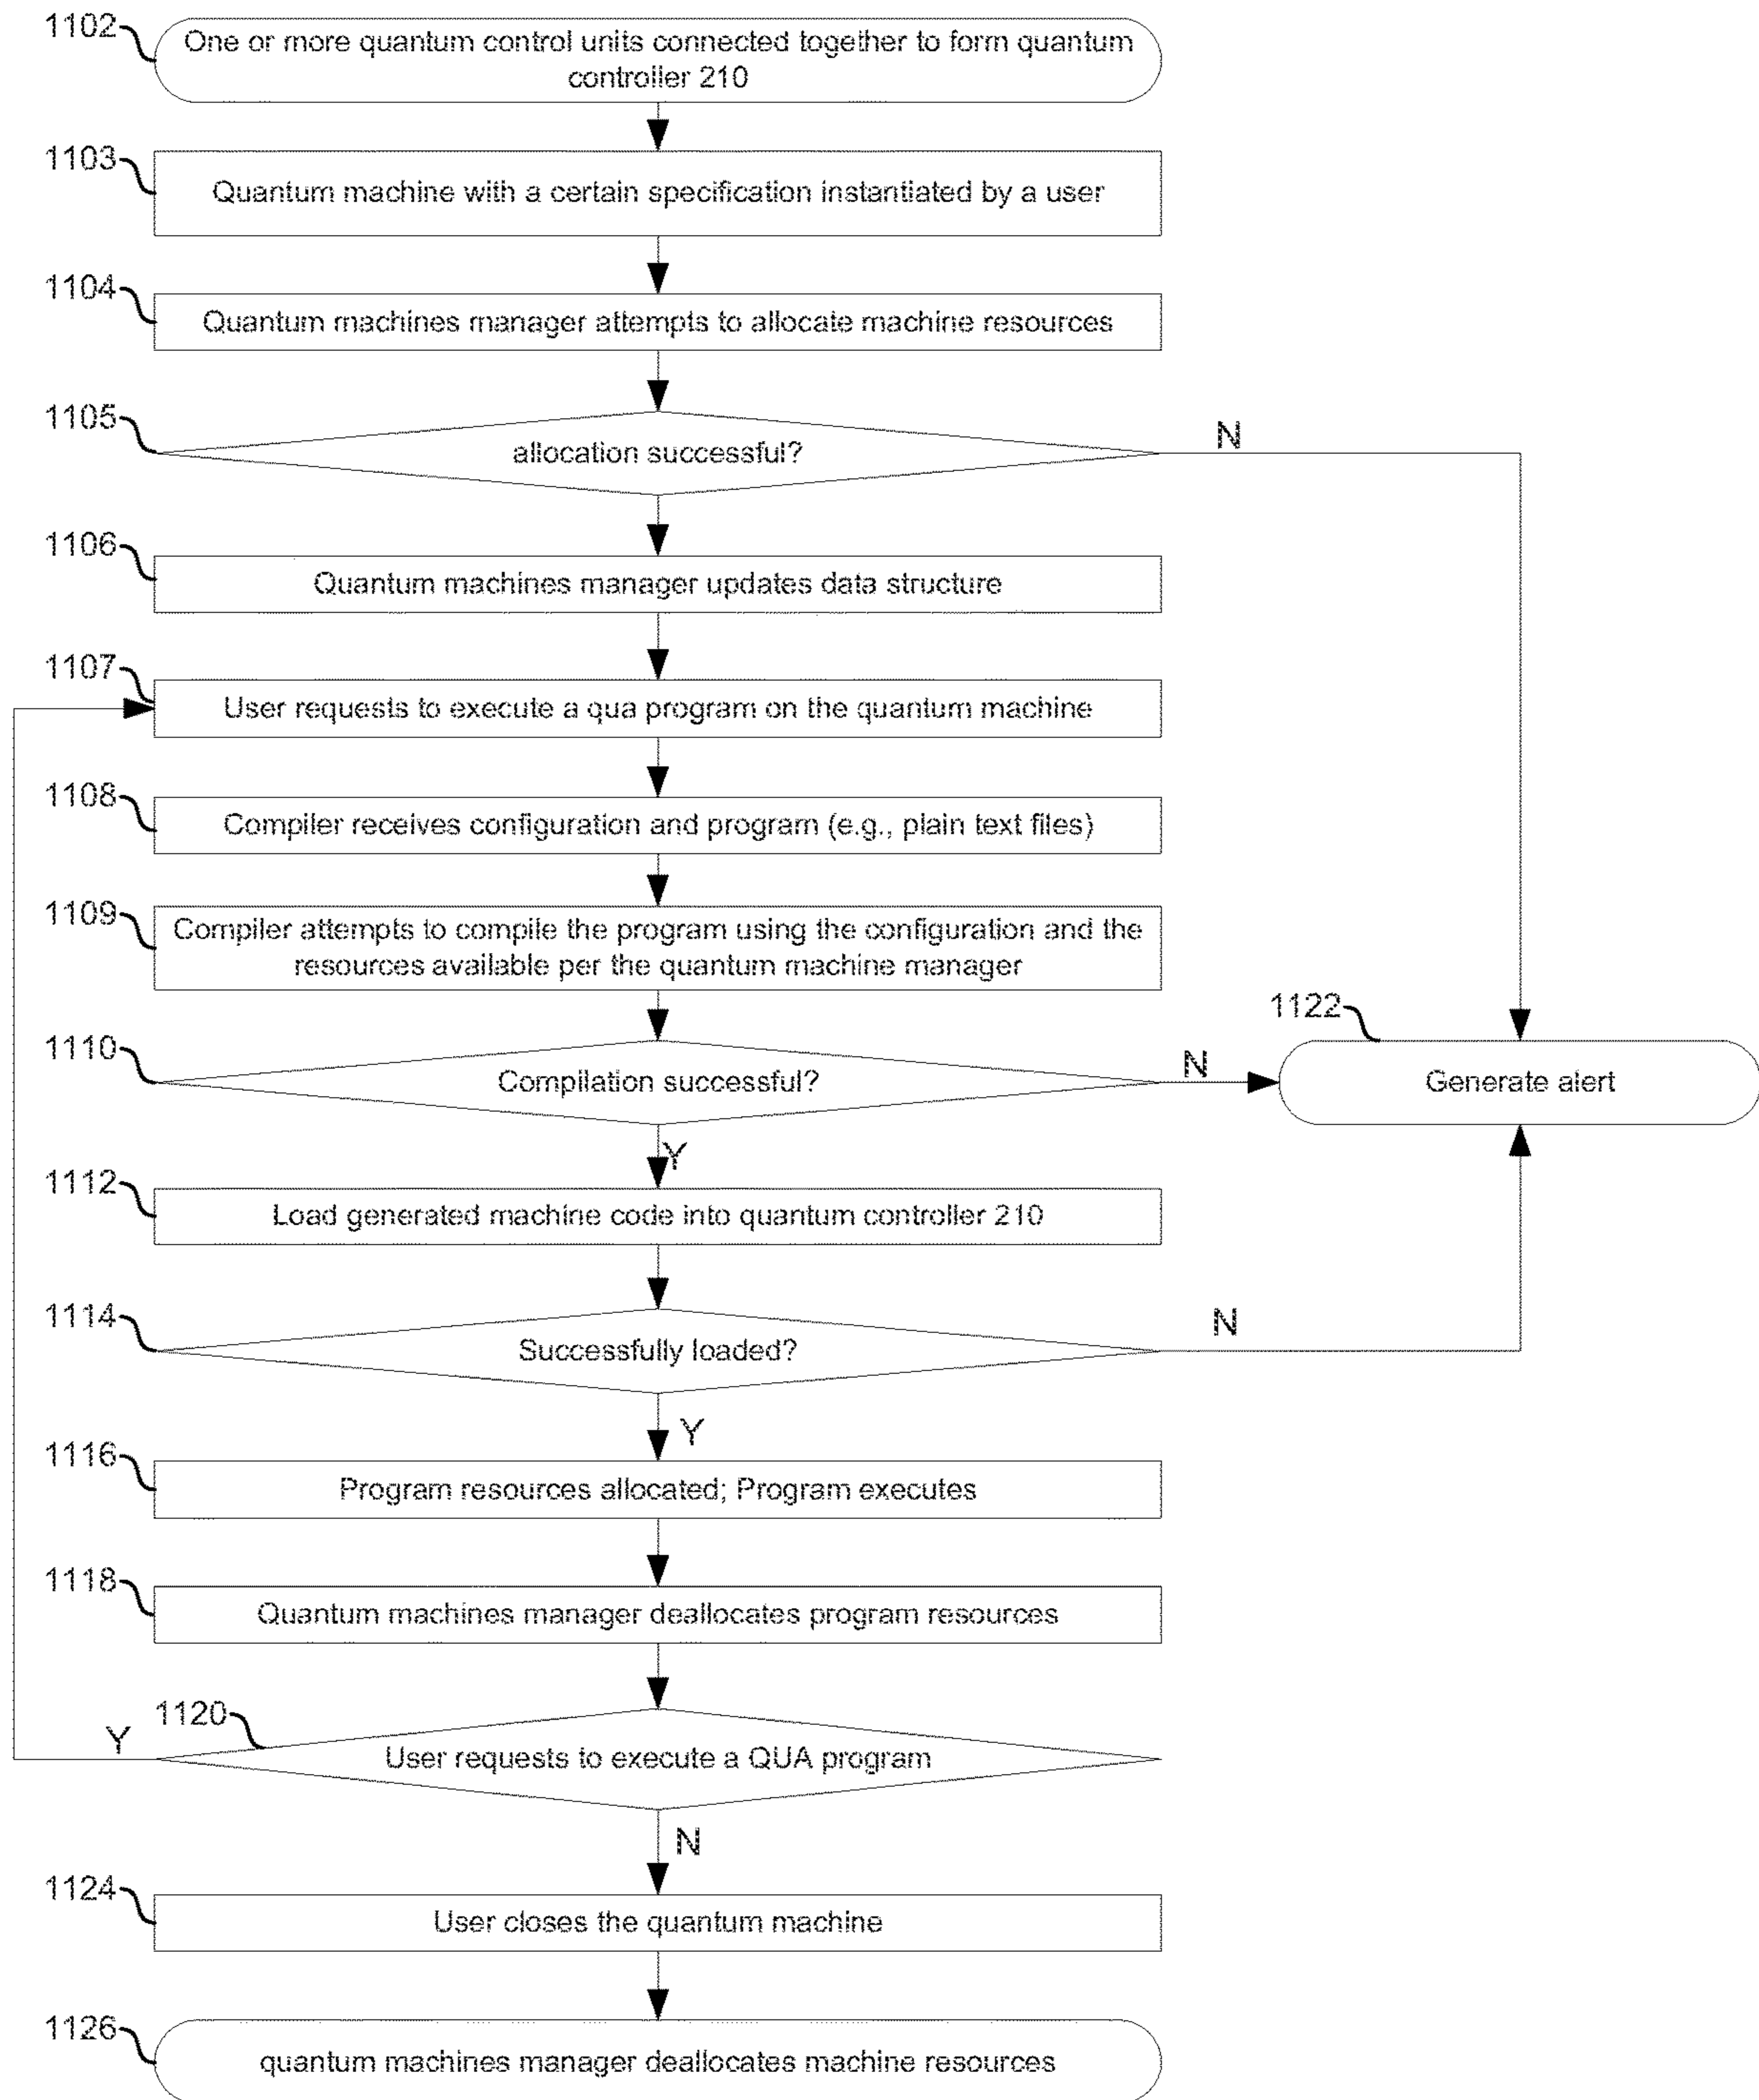 1102
One or more quantum control units connected together to form quantum
controller 210
1103
Quantum machine with a certain specification instantiated by a user
1104
Quantum machines manager attempts to allocate machine resources
1105
allocation successful?
N
1106
Quantum machines manager updates data structure
1107
User requests to execute a qua program on the quantum machine
1108
Compiler receives configuration and program (e.g., plain text files)
1109
Compiler attempts to compile the program using the configuration and the
resources available per the quantum machine manager
1122
1110
Compilation successful?
N
Generate alert
Y
1112
Load generated machine code into quantum controller 210
1114
Successfully loaded?
N
Y
1116
Program resources allocated; Program executes
1118
Quantum machines manager deallocates program resources
1120
Y
User requests to execute a QUA program
N
1124
User closes the quantum machine
1126
quantum machines manager deallocates machine resources